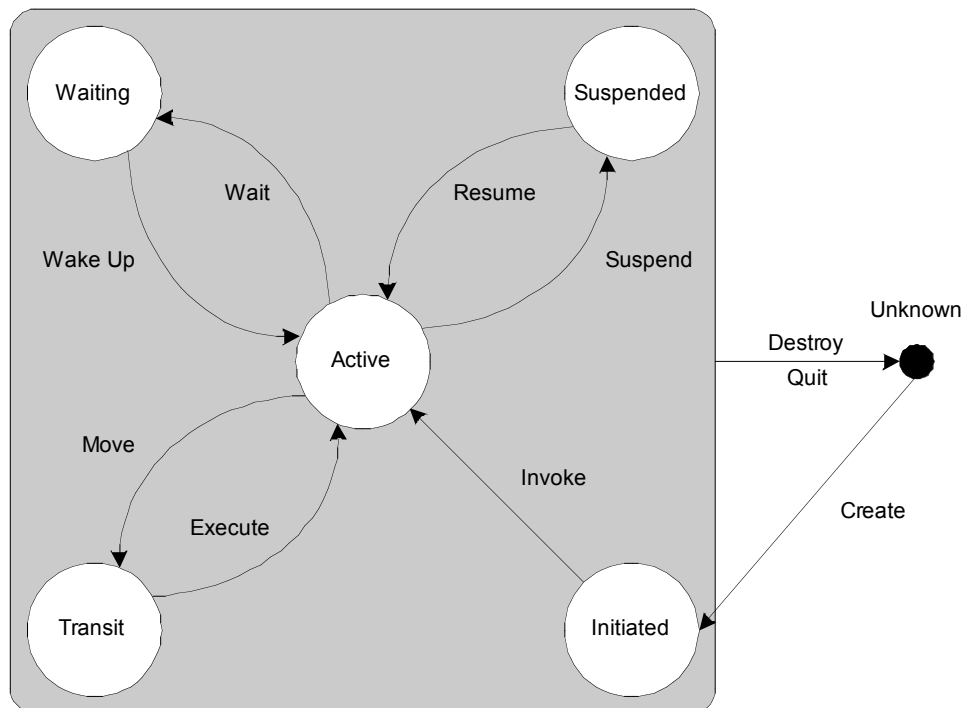 Waiting
Suspended
Wait
Resume
Wake Up
Suspend
Unknown
Destroy
Quit
Active
Move
Invoke
Execute
Create
Transit
Initiated